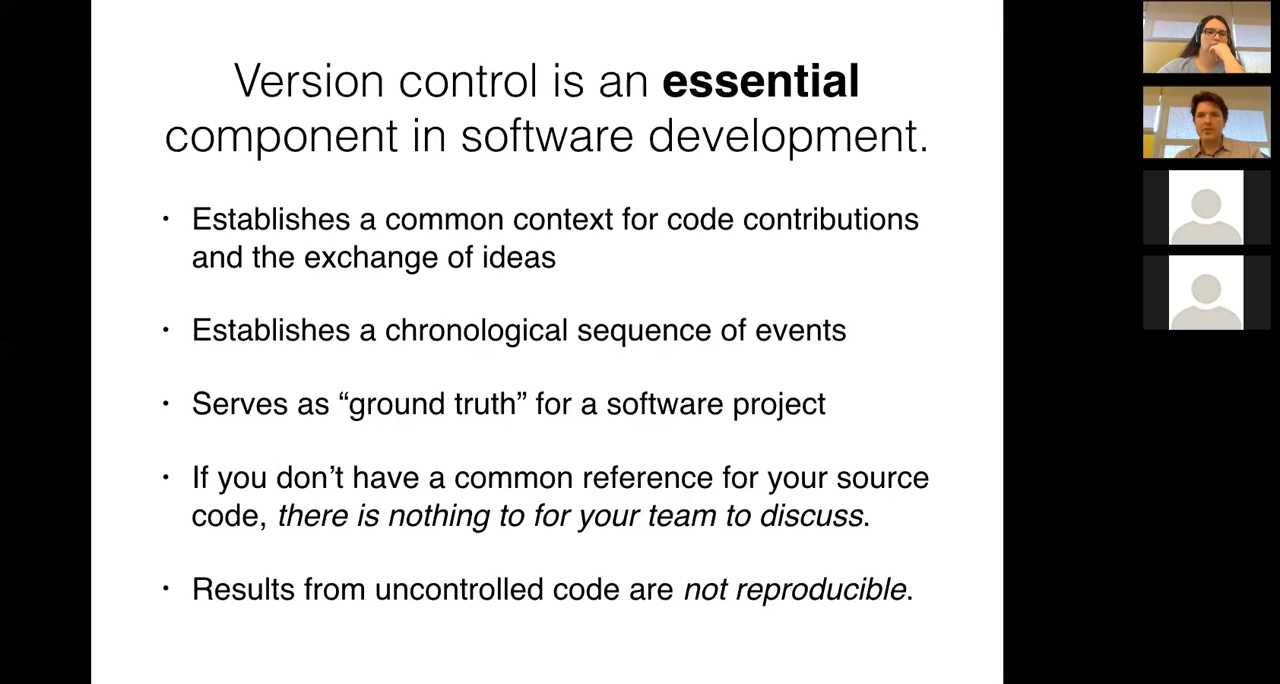 Version control is an essential
component in software development.
· Establishes a common context for code contributions
and the exchange of ideas
· Establishes a chronological sequence of events
· Serves as “ground truth” for a software project
· If you don’t have a common reference for your source
code, there is nothing to for your team to discuss.
· Results from uncontrolled code are not reproducible.